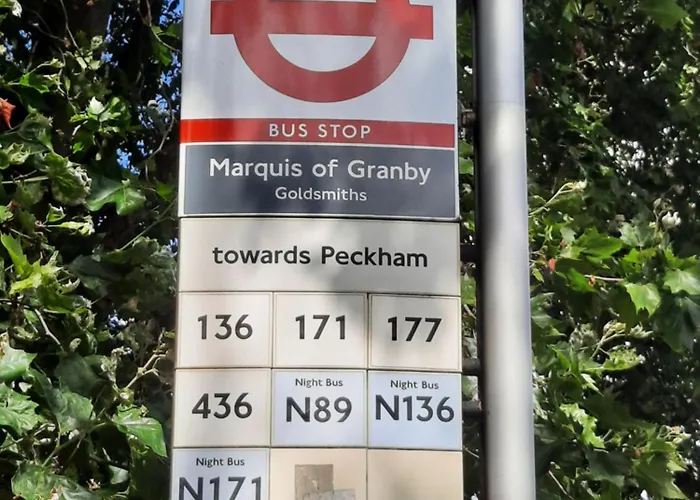 BUS STOP
Marquis of Granby
Goldsmiths
towards Peckham
136 171 177
Night Bus Night Bus
436 N89 N136
Night Bus
N171